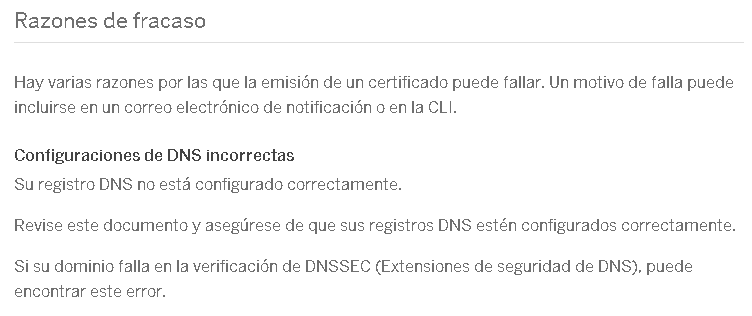 Razones de fracaso
Hay varias razones por las que la emisión de un certificado puede fallar. Un motivo de falla puede
incluirse en un correo electrónico de notificación o en la CLI.
Configuraciones de DNS incorrectas
Su registro DNS no está configurado correctamente.
Revise este documento y asegúrese de que sus registros DNS estén configurados correctamente.
Si su dominio falla en la verificación de DNSSEC (Extensiones de seguridad de DNS), puede
encontrar este error.